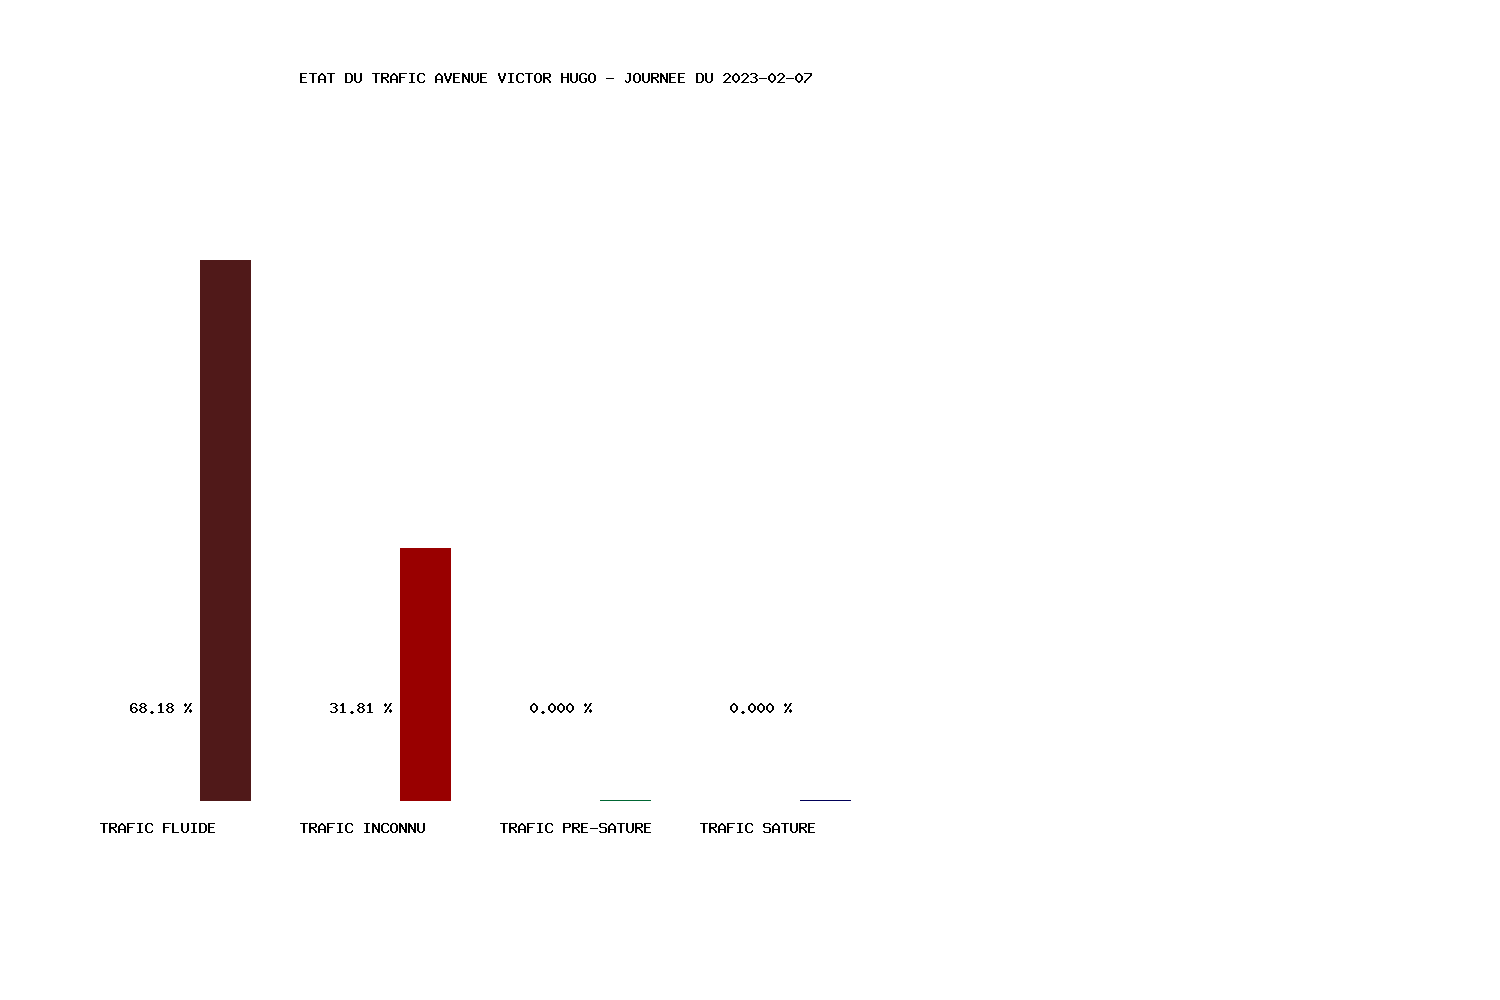 ETAT DU TRAFIC AVENUE VICTOR HUGO - JOURNEE DU 2023-02-07
68.18 % 31.81 % 0.000 % 0.000 %
TRAFIC FLUIDE TRAFIC INCONNU TRAFIC PRE-SATURE TRAFIC SATURE